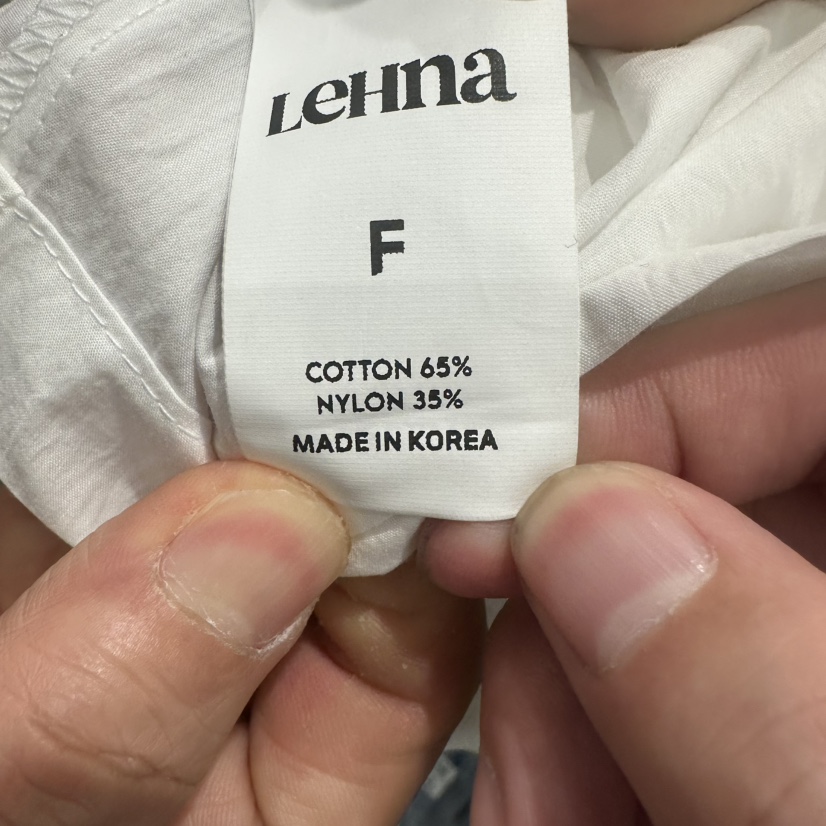 LeHna
F
COTTON 65%
NYLON 35%
MADE IN KOREA